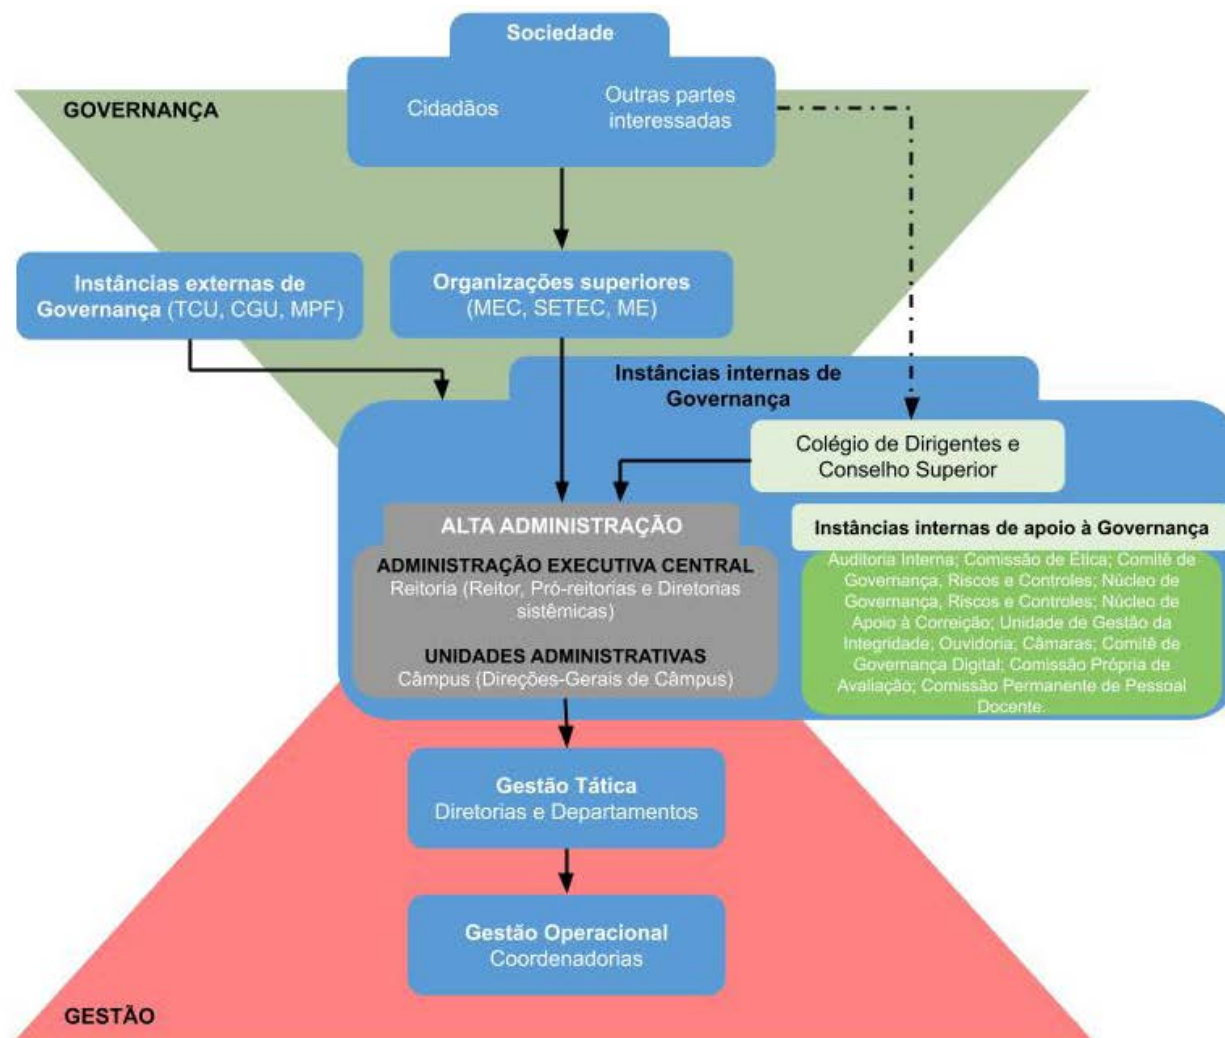 Sociedade
GOVERNANÇA
Cidadãos
Outras partes
interessadas
Instâncias externas de
Governança (TCU, CGU, MPF)
Organizações superiores
(MEC, SETEC, ME)
Instâncias internas de
Governança
Colégio de Dirigentes e
Conselho Superior
ALTA ADMINISTRAÇÃO
ADMINISTRAÇÃO EXECUTIVA CENTRAL
Reitoria (Reitor, Pró-reitorias e Diretorias
sistêmicas)
UNIDADES ADMINISTRATIVAS
Câmpus (Direções-Gerais de Câmpus)
Instâncias internas de apoio à Governança
Auditoria Interna; Comissão de Ética; Comitê de
Governança, Riscos e Controles; Núcleo de
Governança, Riscos e Controles; Núcleo de
Apoio à Correição; Unidade de Gestão da
Integridade; Ouvidoria; Câmaras; Comitê de
Governança Digital; Comissão Própria de
Avaliação; Comissão Permanente de Pessoal
Docente.
Gestão Tática
Diretorias e Departamentos
Gestão Operacional
Coordenadorias
GESTÃO